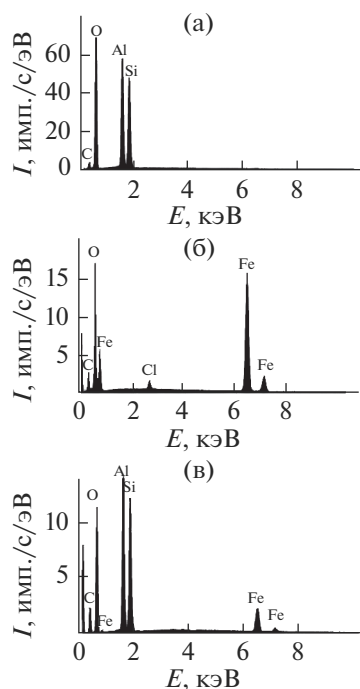 (а)
I, имп./с/эВ
60
40
20
0
C
O
Al
Si
2
4
6
8
E, кэВ
(б)
I, имп./с/эВ
15
10
5
C
O
Fe
Cl
Fe
Fe
0
2
4
6
8
E, кэВ
(в)
I, имп./с/эВ
10
5
C
O
Fe
Al
Si
Fe
Fe
0
2
4
6
8
E, кэВ